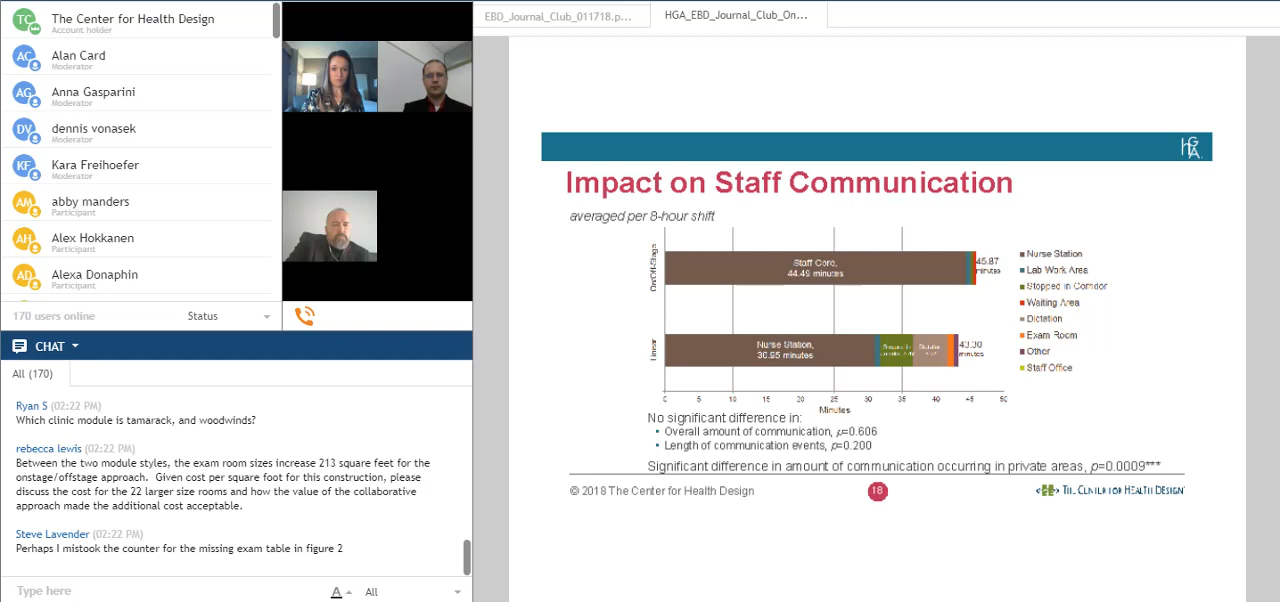 TC
The Center for Health Design
Account holder
AC
Alan Card
Moderator
AG
Anna Gasparini
Moderator
DV
dennis vonasek
Moderator
KF
Kara Freihoefer
Moderator
AM
abby manders
Participant
AH
Alex Hokkanen
Participant
AD
Alexa Donaphin
Participant
170 users online
Status
CHAT
All (170)
Ryan S (02:22 PM)
Which clinic module is tamarack, and woodwinds?
rebecca lewis (02:22 PM)
Between the two module styles, the exam room sizes increase 213 square feet for the
onstage/offstage approach. Given cost per square foot for this construction, please
discuss the cost for the 22 larger size rooms and how the value of the collaborative
approach made the additional cost acceptable.
Steve Lavender (02:22 PM)
Perhaps I mistook the counter for the missing exam table in figure 2
Type here
A
All
EBD_Journal_Club_011718.p...
HGA_EBD_Journal_Club_On...
HGA
Impact on Staff Communication
averaged per 8-hour shift
On/Off-Stage
Staff Core,
44.49 minutes
45.87
minutes
Linear
Nurse Station,
30.95 minutes
Dictation
43.30
minutes
0 5 10 15 20 25 30 35 40 45 50
Minutes
Nurse Station
Lab Work Area
Stopped in Corridor
Waiting Area
Dictation
Exam Room
Other
Staff Office
No significant difference in:
• Overall amount of communication, p=0.606
• Length of communication events, p=0.200
Significant difference in amount of communication occurring in private areas, p=0.0009***
© 2018 The Center for Health Design
18
The Center for Health Design